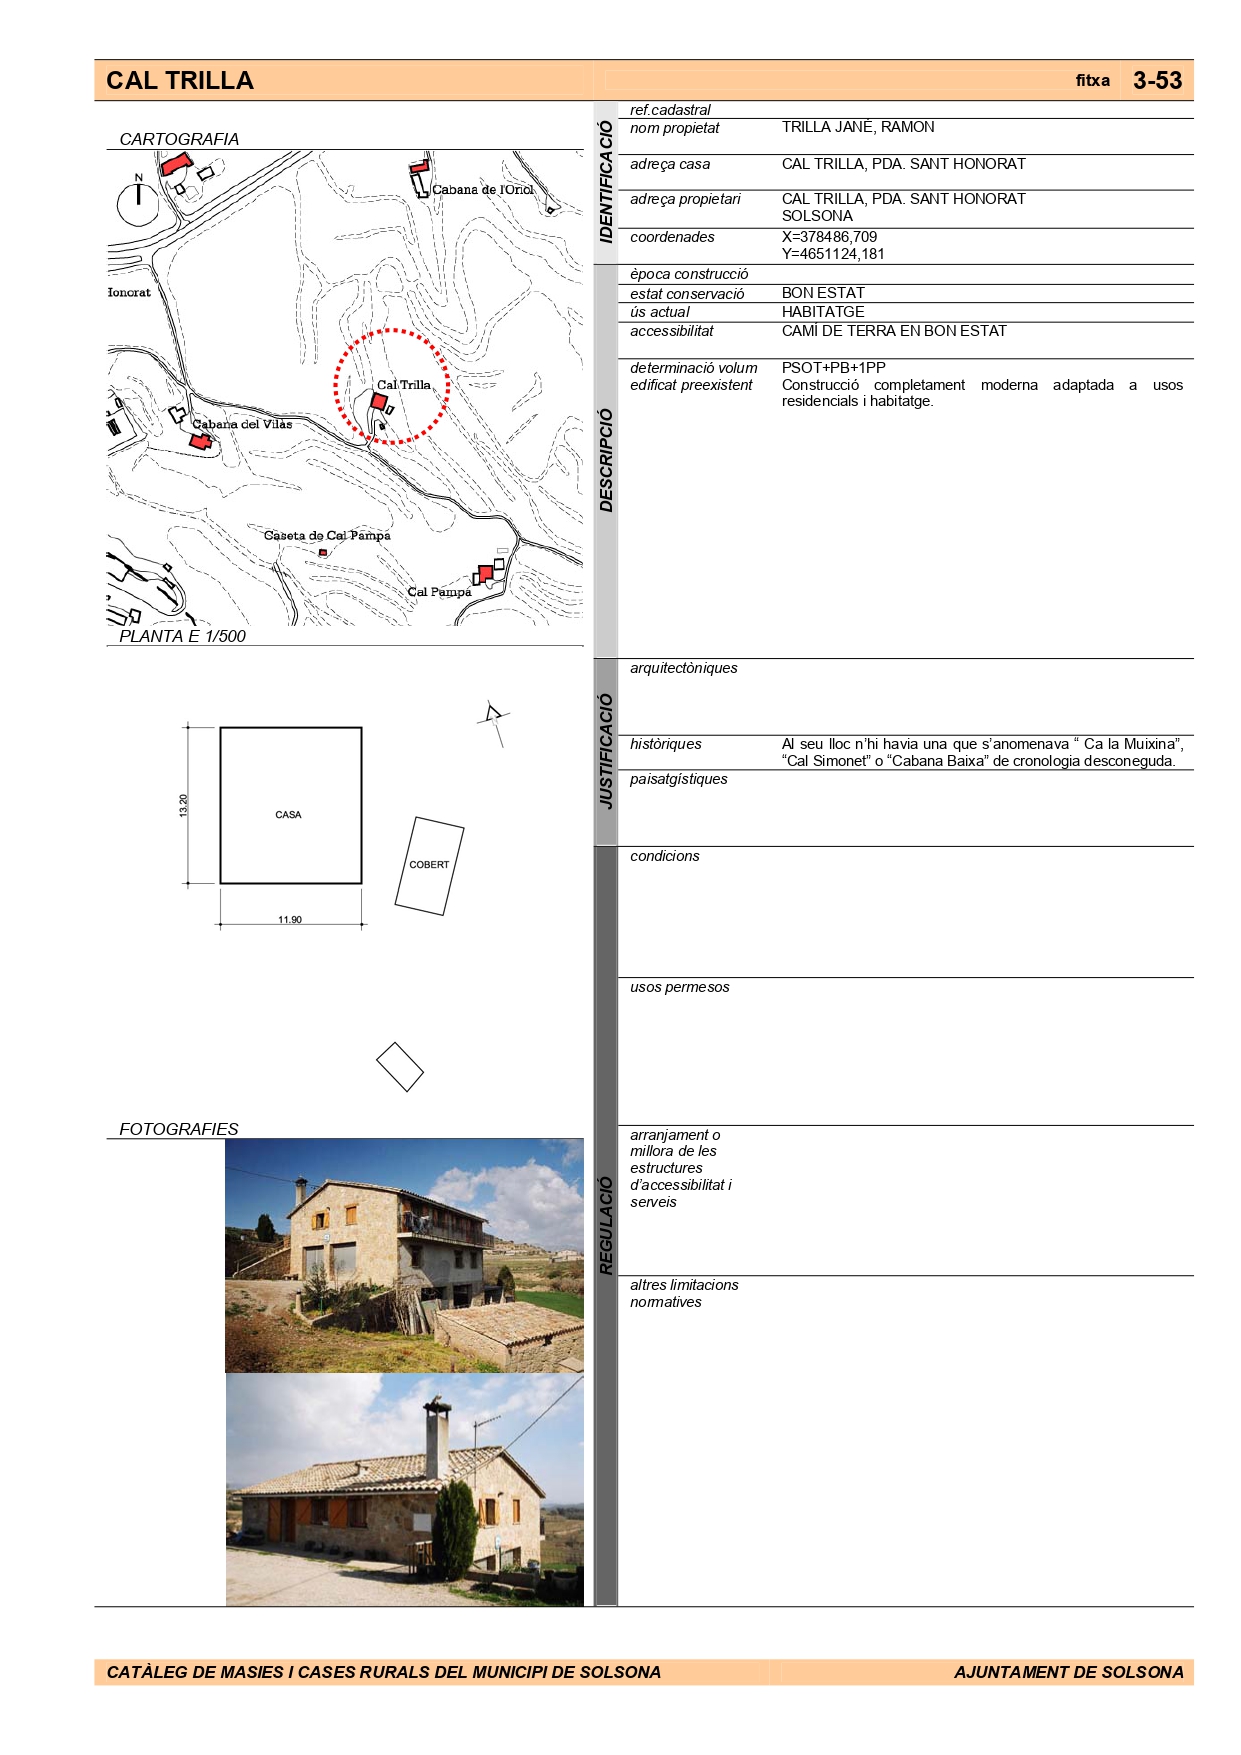 CAL TRILLA
fitxa 3-53
CARTOGRAFIA
N
Cabana de l'Oriol
Honorat
Cal Trilla
Cabana del Vilàs
Caseta de Cal Pampa
Cal Pampa
PLANTA E 1/500
13.20
CASA
COBERT
11.90
FOTOGRAFIES
IDENTIFICACIÓ
ref.cadastral
nom propietat TRILLA JANÉ, RAMON
adreça casa CAL TRILLA, PDA. SANT HONORAT
adreça propietari CAL TRILLA, PDA. SANT HONORAT
SOLSONA
coordenades X=378486,709
Y=4651124,181
DESCRIPCIÓ
època construcció
estat conservació BON ESTAT
ús actual HABITATGE
accessibilitat CAMÍ DE TERRA EN BON ESTAT
determinació volum PSOT+PB+1PP
edificat preexistent Construcció completament moderna adaptada a usos
residencials i habitatge.
JUSTIFICACIÓ
arquitectòniques
històriques Al seu lloc n'hi havia una que s'anomenava “ Ca la Muixina”,
“Cal Simonet” o “Cabana Baixa” de cronologia desconeguda.
paisatgístiques
REGULACIÓ
condicions
usos permesos
arranjament o
millora de les
estructures
d'accessibilitat i
serveis
altres limitacions
normatives
CATÀLEG DE MASIES I CASES RURALS DEL MUNICIPI DE SOLSONA
AJUNTAMENT DE SOLSONA